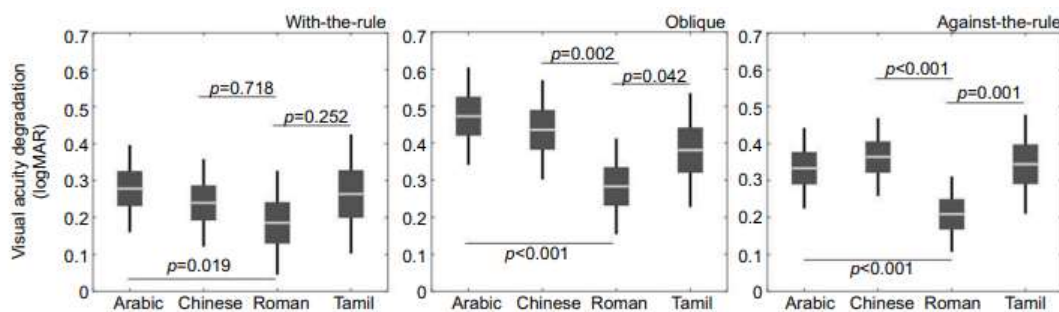 With-the-rule
Oblique
Against-the-rule
Visual acuity degradation
(logMAR)
0.7
0.6
0.5
0.4
0.3
0.2
0.1
0
p=0.718
p=0.252
p=0.019
Arabic Chinese Roman Tamil
0.7
0.6
0.5
0.4
0.3
0.2
0.1
0
p=0.002
p=0.042
p<0.001
Arabic Chinese Roman Tamil
0.7
0.6
0.5
0.4
0.3
0.2
0.1
0
p<0.001
p=0.001
p<0.001
Arabic Chinese Roman Tamil